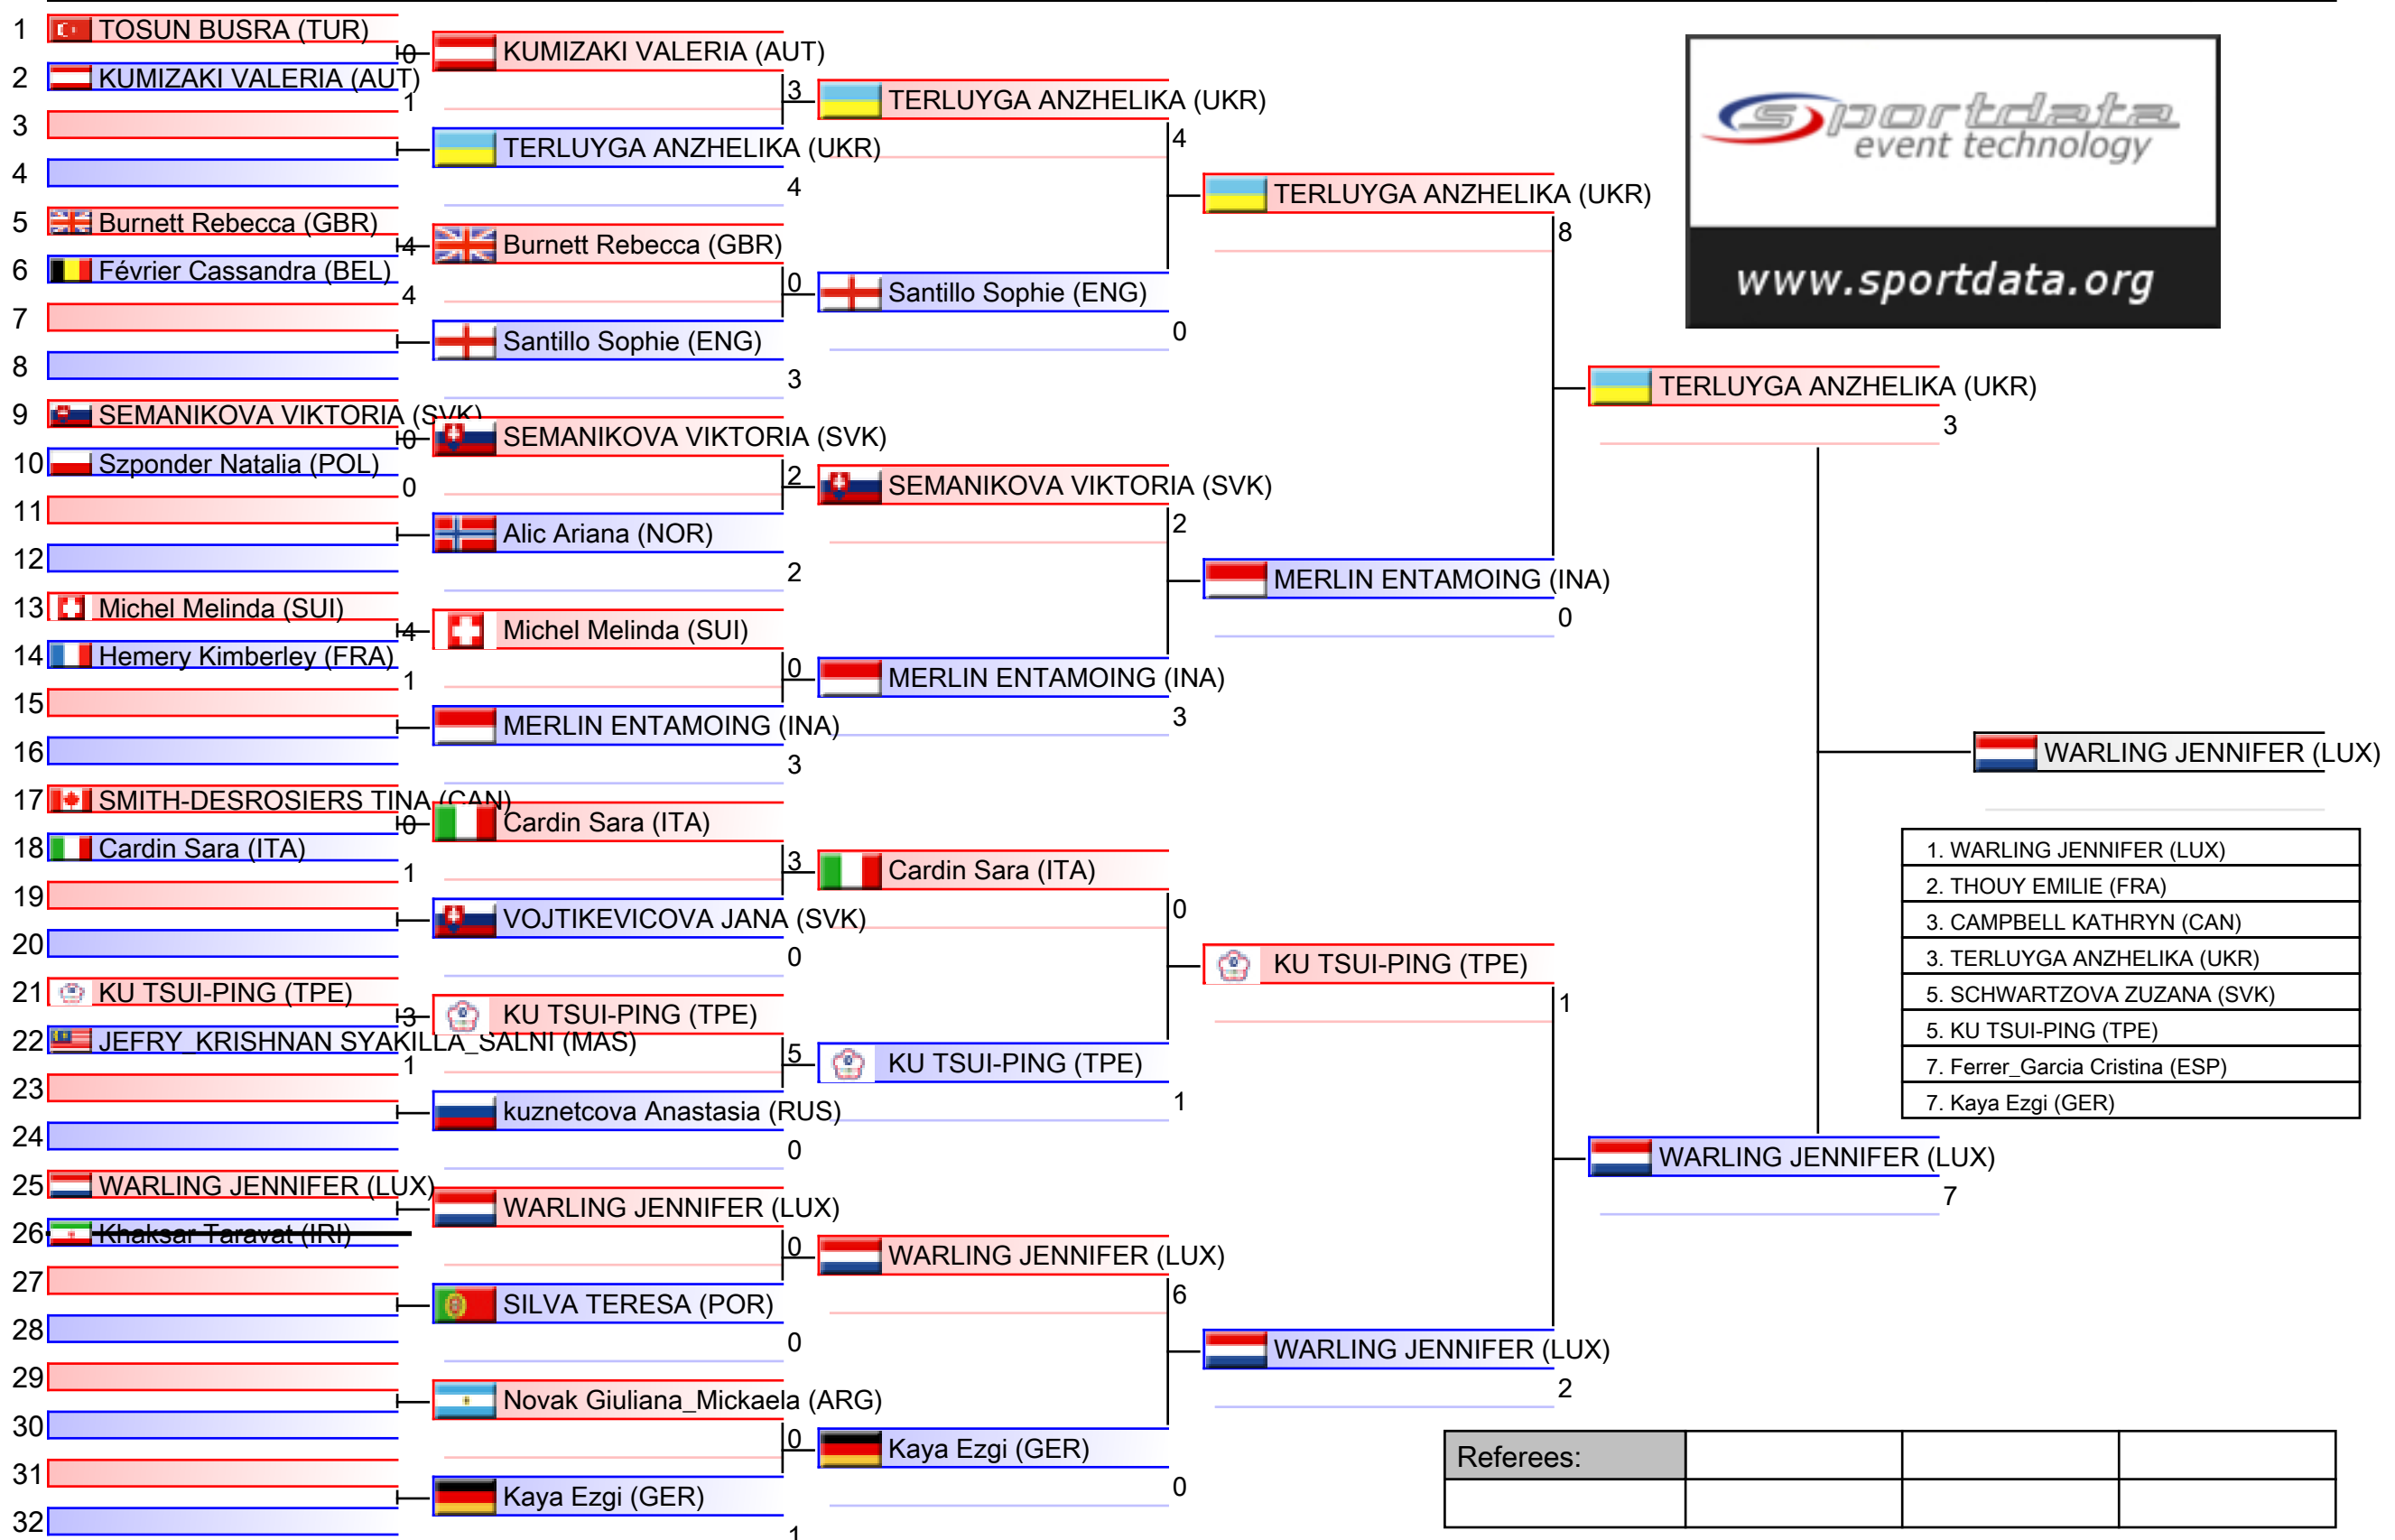 1 TOSUN BUSRA (TUR)
0
2 KUMIZAKI VALERIA (AUT)
1
3
4
5 Burnett Rebecca (GBR)
4
6 Février Cassandra (BEL)
4
7
8
9 SEMANIKOVA VIKTORIA (SVK)
0
10 Szponder Natalia (POL)
0
11
12
13 Michel Melinda (SUI)
4
14 Hemery Kimberley (FRA)
1
15
16
17 SMITH-DESROSIERS TINA (CAN)
0
18 Cardin Sara (ITA)
1
19
20
21 KU TSUI-PING (TPE)
3
22 JEFRY_KRISHNAN SYAKILLA_SALNI (MAS)
1
23
24
25 WARLING JENNIFER (LUX)
26 Khaksar Taravat (IRI)
27
28
29
30
31
32
KUMIZAKI VALERIA (AUT)
3
TERLUYGA ANZHELIKA (UKR)
4
Burnett Rebecca (GBR)
0
Santillo Sophie (ENG)
3
SEMANIKOVA VIKTORIA (SVK)
2
Alic Ariana (NOR)
2
Michel Melinda (SUI)
0
MERLIN ENTAMOING (INA)
3
Cardin Sara (ITA)
3
VOJTIKEVICOVA JANA (SVK)
0
KU TSUI-PING (TPE)
5
kuznetcova Anastasia (RUS)
0
WARLING JENNIFER (LUX)
0
SILVA TERESA (POR)
0
Novak Giuliana_Mickaela (ARG)
0
Kaya Ezgi (GER)
1
TERLUYGA ANZHELIKA (UKR)
4
Santillo Sophie (ENG)
0
SEMANIKOVA VIKTORIA (SVK)
2
MERLIN ENTAMOING (INA)
3
Cardin Sara (ITA)
0
KU TSUI-PING (TPE)
1
WARLING JENNIFER (LUX)
6
Kaya Ezgi (GER)
0
TERLUYGA ANZHELIKA (UKR)
8
MERLIN ENTAMOING (INA)
0
KU TSUI-PING (TPE)
1
WARLING JENNIFER (LUX)
2
TERLUYGA ANZHELIKA (UKR)
3
WARLING JENNIFER (LUX)
7
WARLING JENNIFER (LUX)
sportdata
event technology
www.sportdata.org
1. WARLING JENNIFER (LUX)
2. THOUY EMILIE (FRA)
3. CAMPBELL KATHRYN (CAN)
3. TERLUYGA ANZHELIKA (UKR)
5. SCHWARTZOVA ZUZANA (SVK)
5. KU TSUI-PING (TPE)
7. Ferrer_Garcia Cristina (ESP)
7. Kaya Ezgi (GER)
Referees: